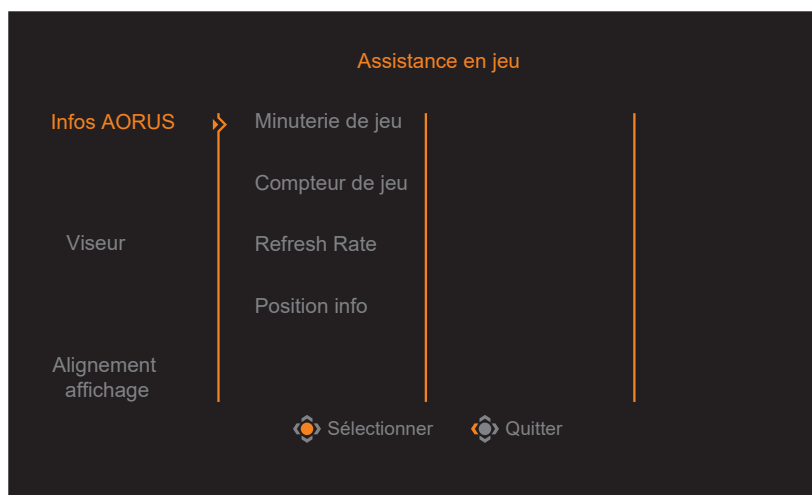 Assistance en jeu
Infos AORUS
Minuterie de jeu
Compteur de jeu
Viseur
Refresh Rate
Position info
Alignement
affichage
Sélectionner
Quitter